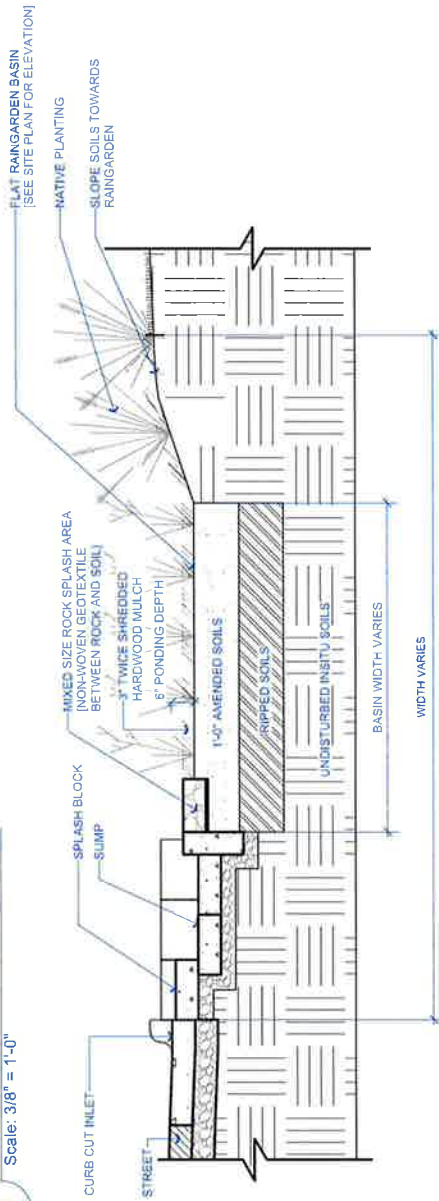 Scale: 3/8" = 1'-0"
CURB CUT INLET
STREET
SPLASH BLOCK
SUMP
MIXED SIZE ROCK SPLASH AREA
[NON-WOVEN GEOTEXTILE
BETWEEN ROCK AND SOIL]
3" TWICE SHREDDED
HARDWOOD MULCH
6" PONDING DEPTH
FLAT RAINGARDEN BASIN
[SEE SITE PLAN FOR ELEVATION]
NATIVE PLANTING
SLOPE SOILS TOWARDS
RAINGARDEN
1'-0" AMENDED SOILS
RIPPED SOILS
UNDISTURBED INSITU SOILS
BASIN WIDTH VARIES
WIDTH VARIES